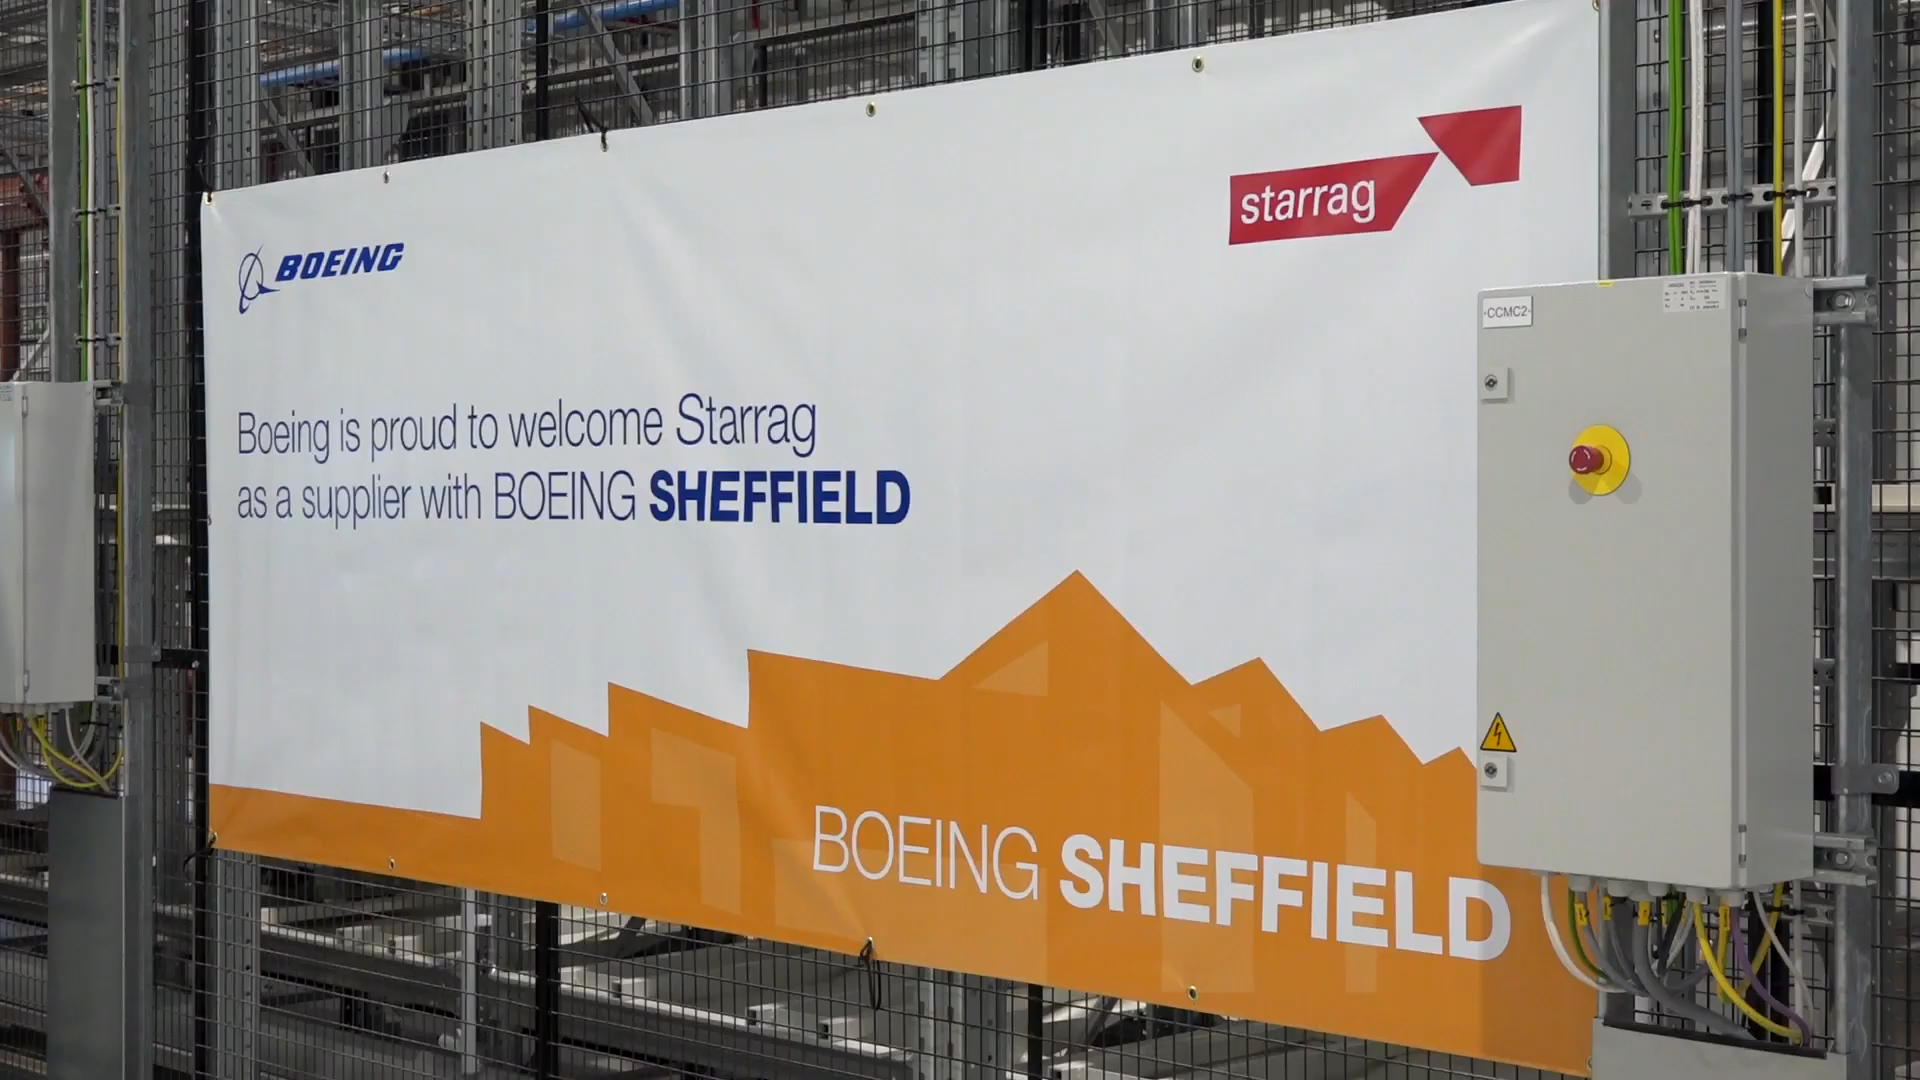 BOEING
starrag
-CCMC2-
Boeing is proud to welcome Starrag
as a supplier with BOEING SHEFFIELD
BOEING SHEFFIELD